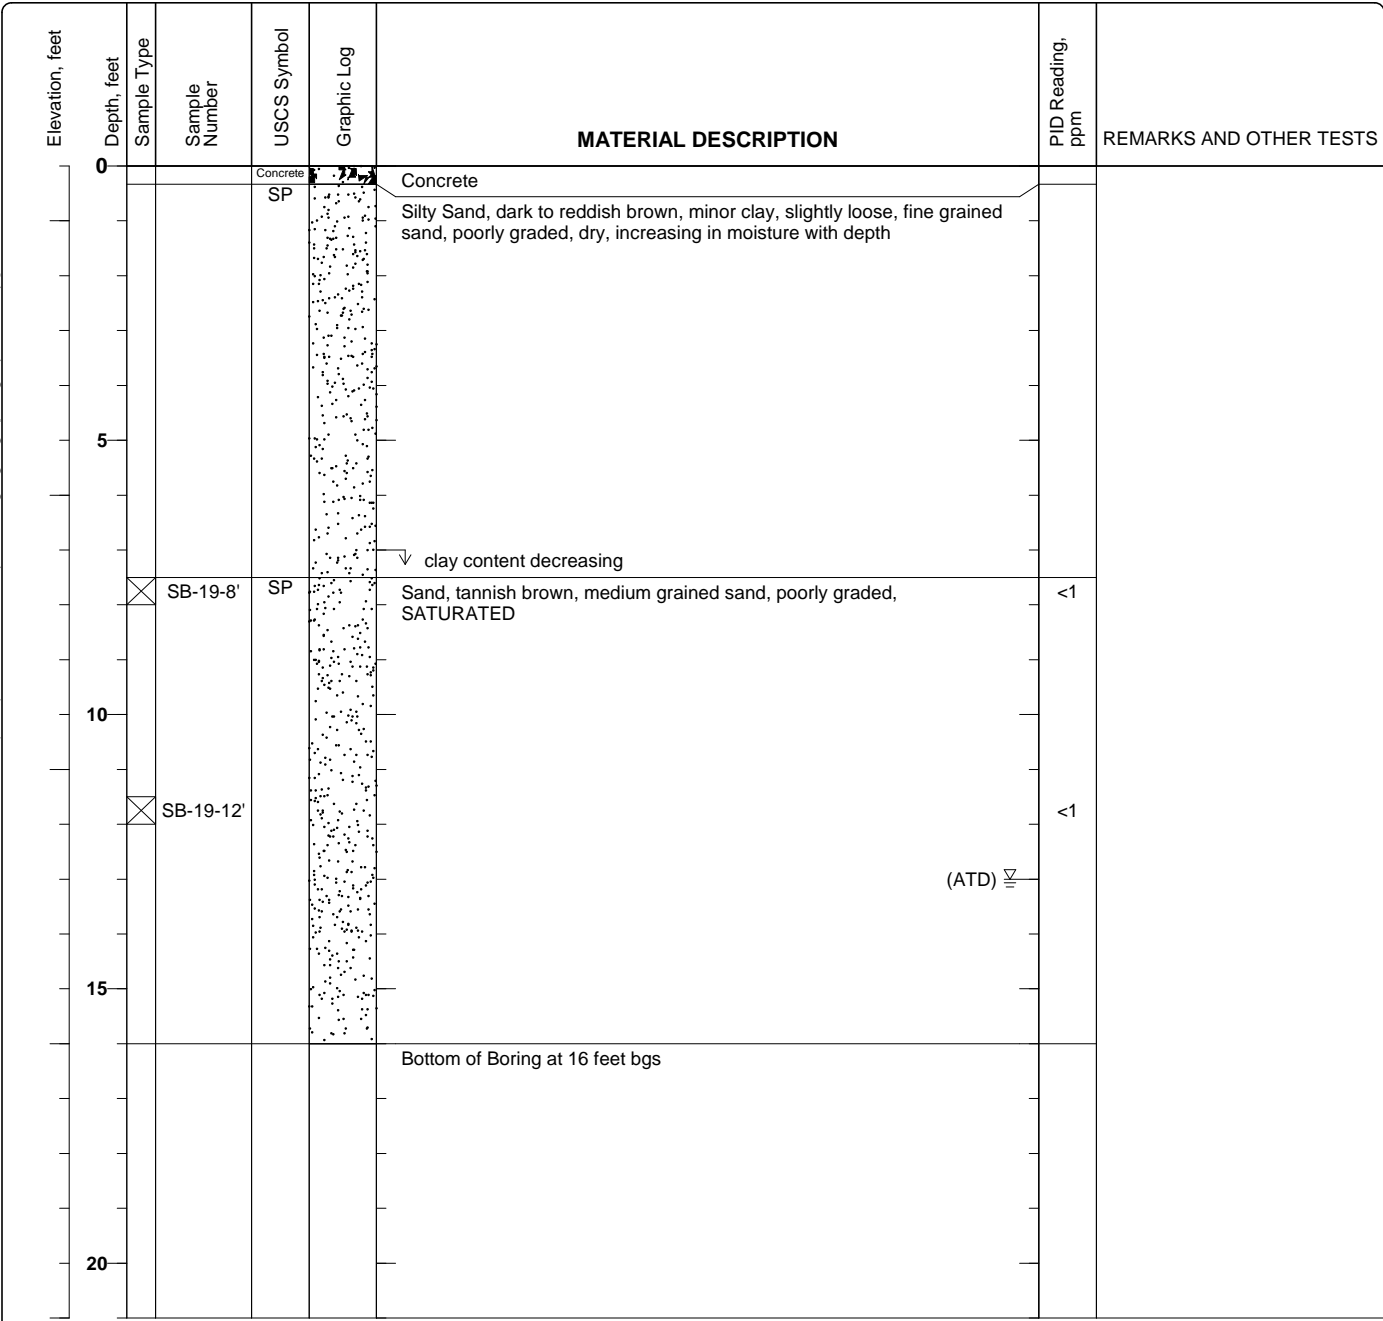 Elevation, feet
Depth, feet
Sample Type
Sample
Number
USCS Symbol
Graphic Log
MATERIAL DESCRIPTION
PID Reading,
ppm
REMARKS AND OTHER TESTS
0
Concrete
Concrete
SP
Silty Sand, dark to reddish brown, minor clay, slightly loose, fine grained
sand, poorly graded, dry, increasing in moisture with depth
5
clay content decreasing
SB-19-8'
SP
Sand, tannish brown, medium grained sand, poorly graded,
SATURATED
<1
10
SB-19-12'
<1
(ATD)
15
Bottom of Boring at 16 feet bgs
20